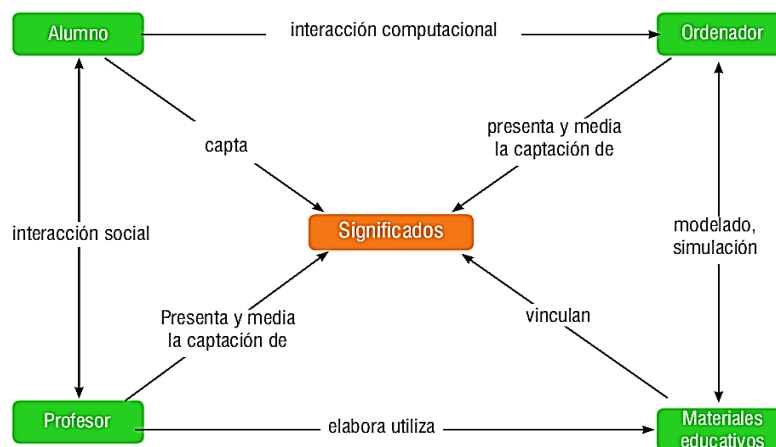 Alumno
interacción computacional
Ordenador
capta
presenta y media
la captación de
interacción social
Significados
modelado,
simulación
Presenta y media
la captación de
vinculan
Profesor
elabora utiliza
Materiales
educativos